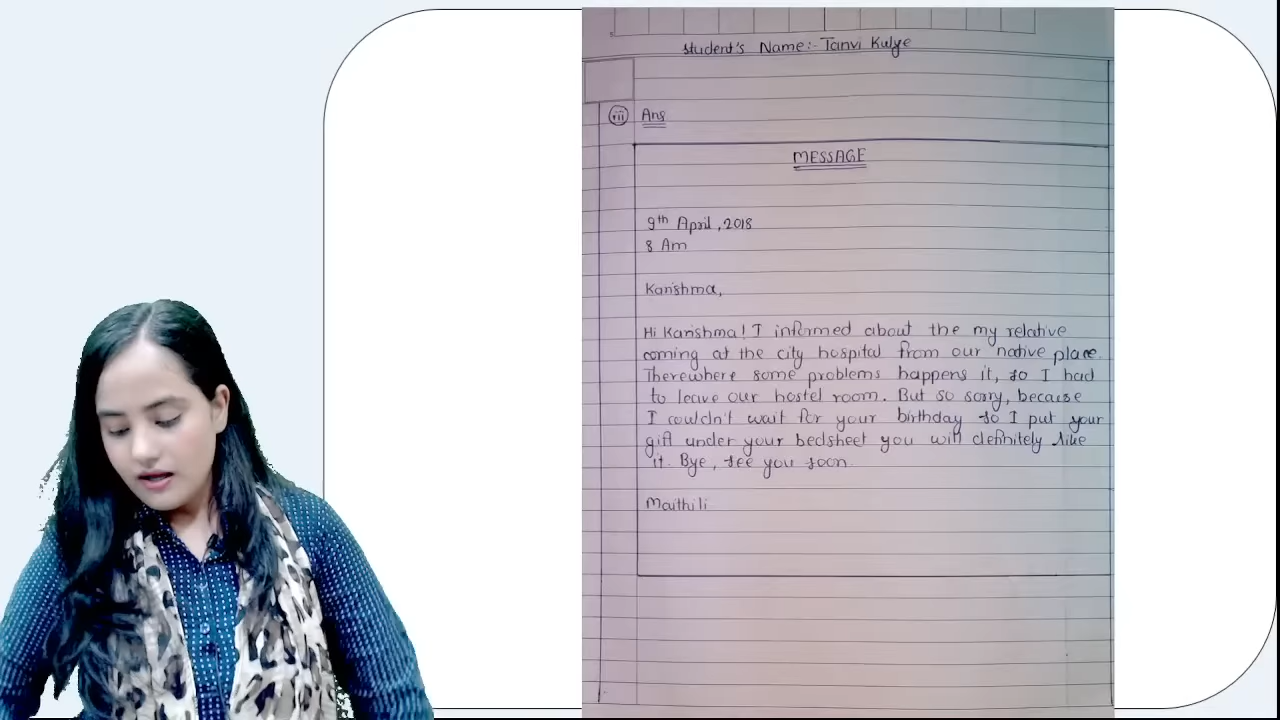 Student's Name:- Tanvi Kulye
iii Ans
MESSAGE
9th April, 2018
8 Am
Karishma,
Hi Karishma! I informed about the my relative
coming at the city hospital from our native place.
Therewhere some problems happens it, so I had
to leave our hostel room. But so sorry, because
I couldn't wait for your birthday so I put your
gift under your bedsheet you will definitely like
it. Bye, see you soon.
Maithili